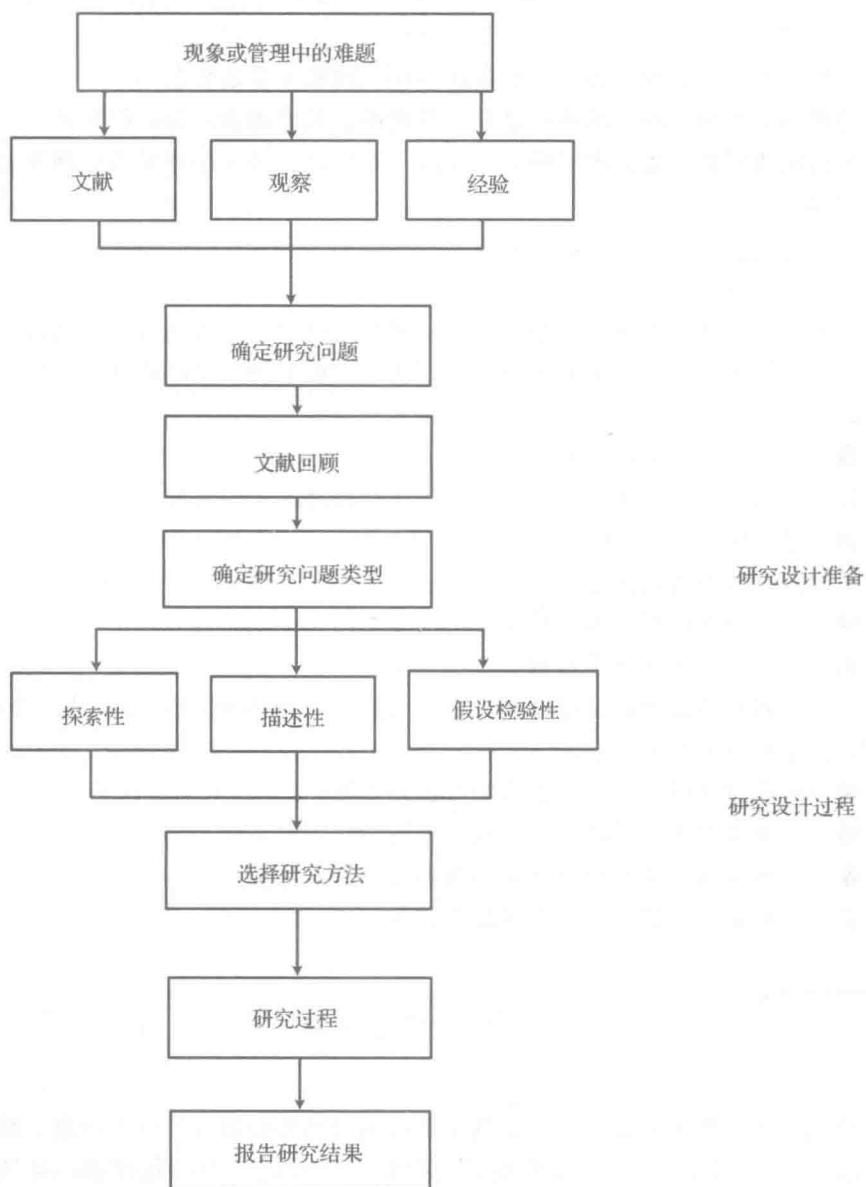 现象或管理中的难题
文献
观察
经验
确定研究问题
文献回顾
确定研究问题类型
研究设计准备
探索性
描述性
假设检验性
研究设计过程
选择研究方法
研究过程
报告研究结果